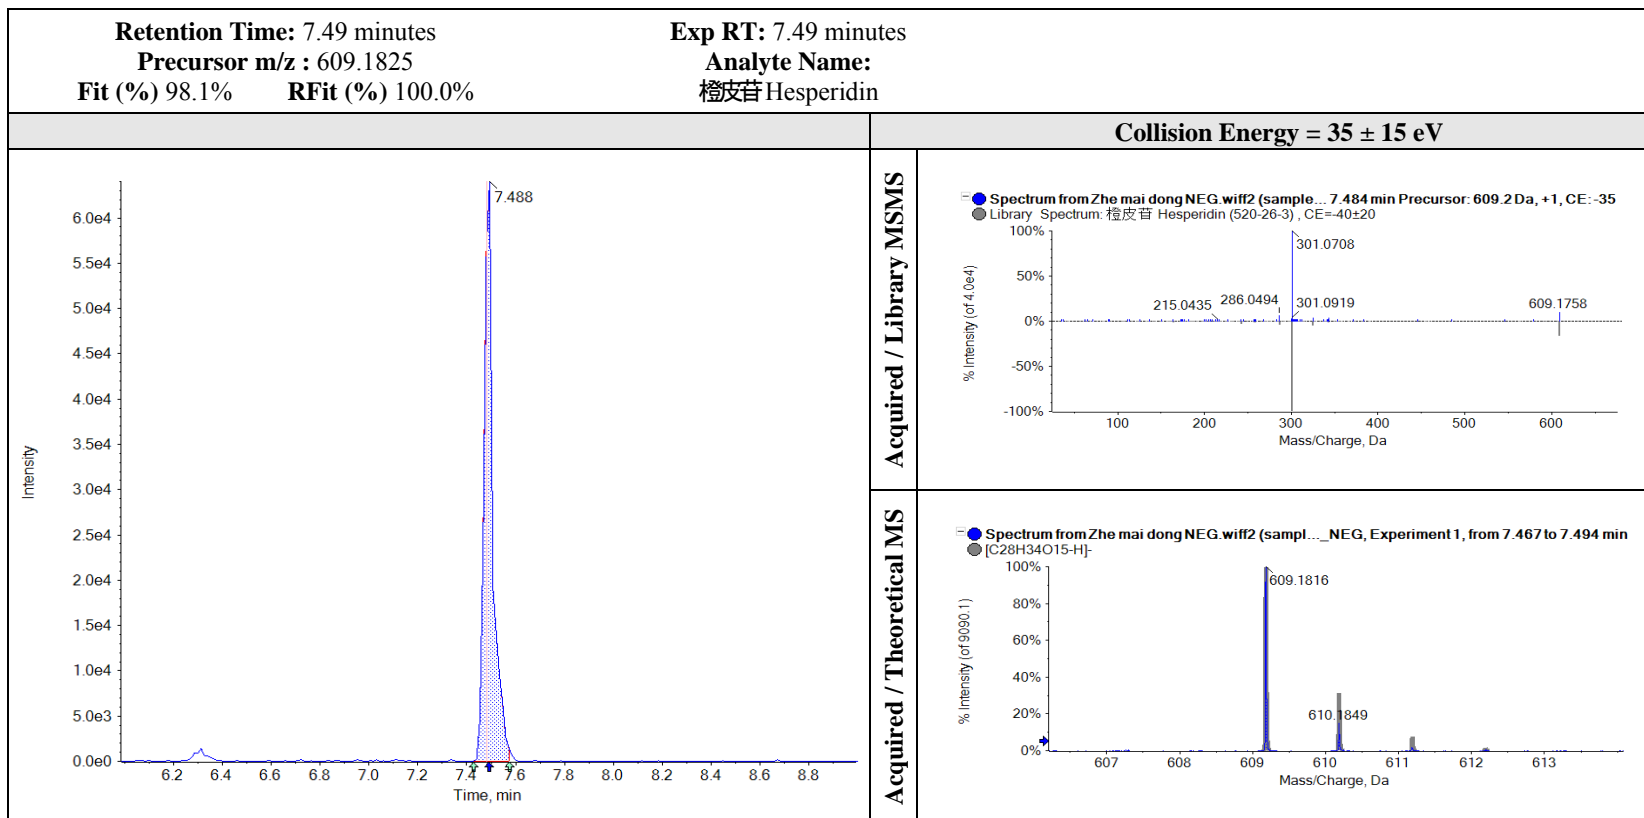 Retention Time: 7.49 minutes
Exp RT: 7.49 minutes
Precursor m/z : 609.1825
Analyte Name:
Fit (%) 98.1% RFit (%) 100.0%
橙皮苷Hesperidin
Collision Energy = 35 ± 15 eV
7.488
6.0e4
5.5e4
5.0e4
4.5e4
4.0e4
3.5e4
3.0e4
2.5e4
2.0e4
1.5e4
1.0e4
5.0e3
0.0e0
Intensity
6.2 6.4 6.6 6.8 7.0 7.2 7.4 7.6 7.8 8.0 8.2 8.4 8.6 8.8
Time, min
Acquired / Library MSMS
Spectrum from Zhe mai dong NEG.wiff2 (sample... 7.484 min Precursor: 609.2 Da, +1, CE: -35
Library Spectrum: 橙皮苷 Hesperidin (520-26-3) , CE=-40±20
100%
50%
0%
-50%
-100%
% Intensity (of 4.0e4)
301.0708
215.0435
286.0494
301.0919
609.1758
100 200 300 400 500 600
Mass/Charge, Da
Acquired / Theoretical MS
Spectrum from Zhe mai dong NEG.wiff2 (sampl..._NEG, Experiment 1, from 7.467 to 7.494 min
[C28H34O15-H]-
100%
80%
60%
40%
20%
0%
% Intensity (of 9090.1)
609.1816
610.1849
607 608 609 610 611 612 613
Mass/Charge, Da